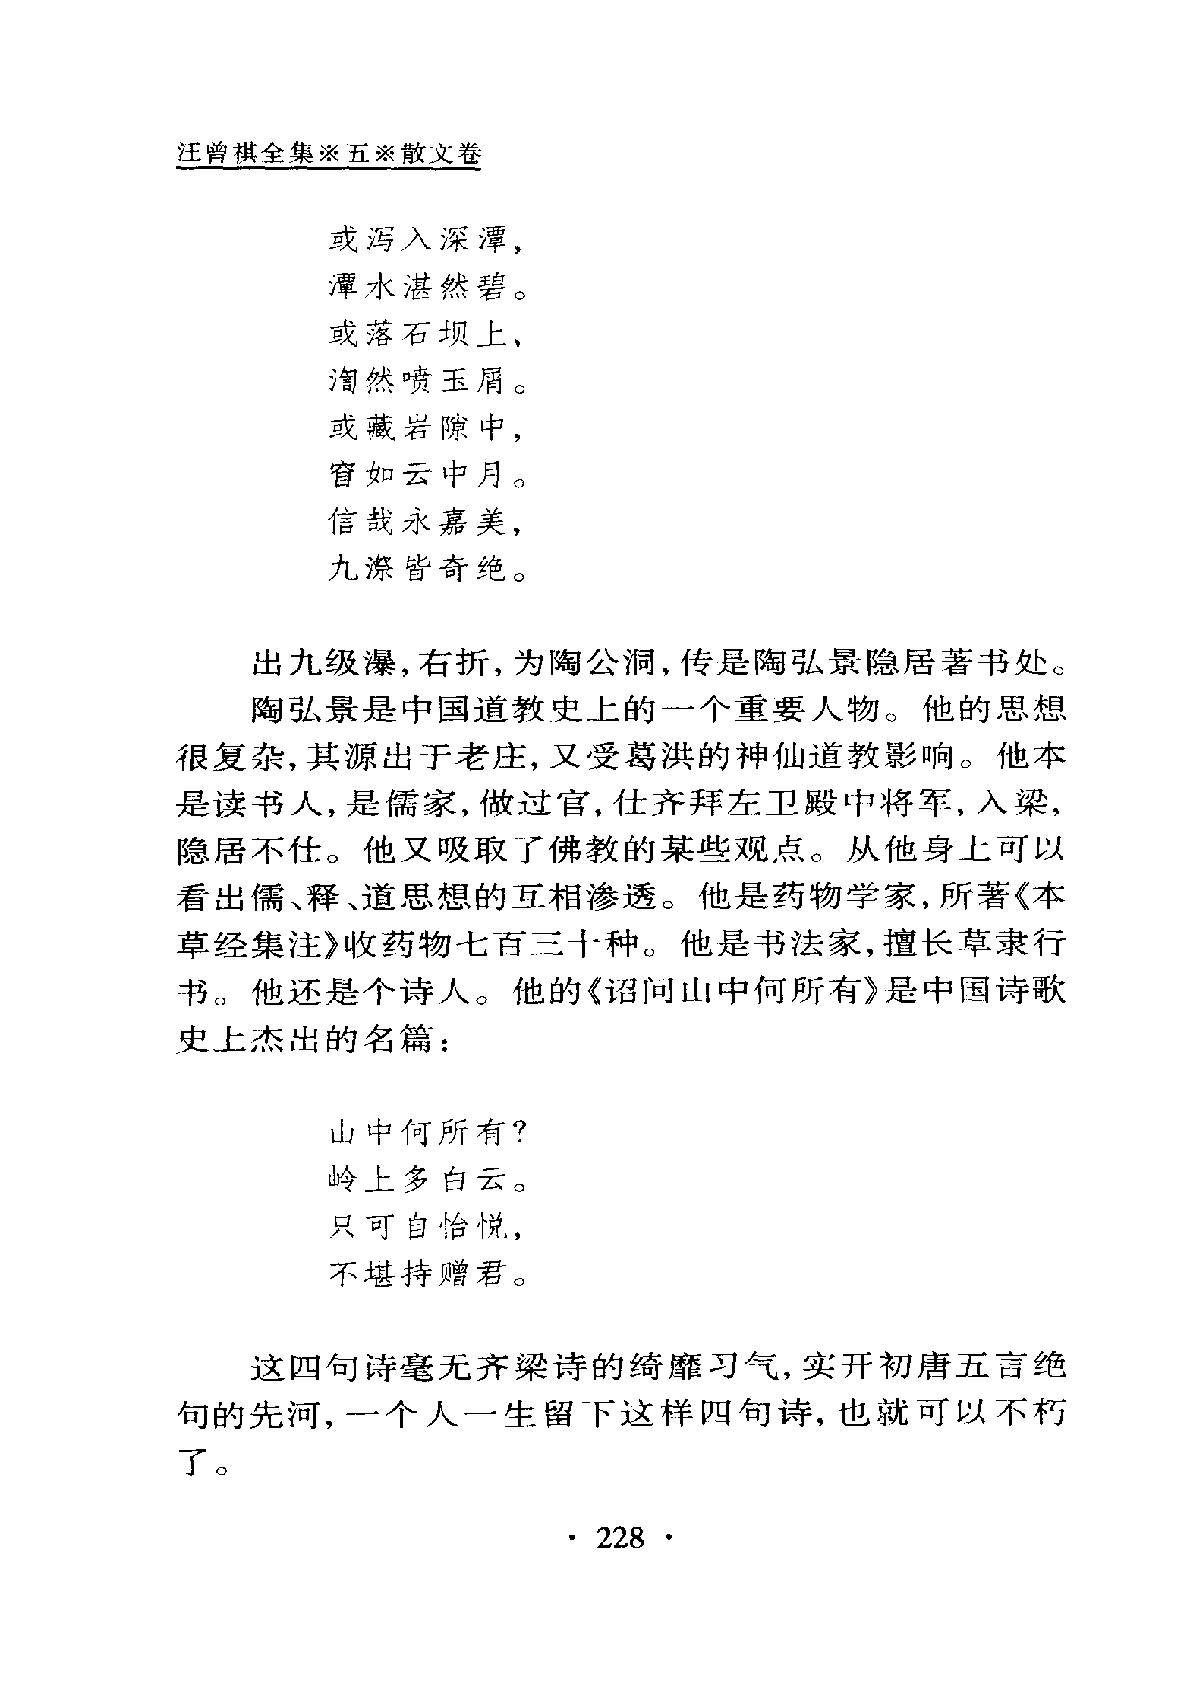 汪曾祺全集※五※散文卷
或泻入深潭，
潭水湛然碧。
或落石坝上，
淘然喷玉屑。
或藏岩隙中，
窅如云中月。
信哉永嘉美，
九漈皆奇绝。
出九级瀑，右折，为陶公洞，传是陶弘景隐居著书处。
陶弘景是中国道教史上的一个重要人物。他的思想
很复杂，其源出于老庄，又受葛洪的神仙道教影响。他本
是读书人，是儒家，做过官，仕齐拜左卫殿中将军，入梁，
隐居不仕。他又吸取了佛教的某些观点。从他身上可以
看出儒、释、道思想的互相渗透。他是药物学家，所著《本
草经集注》收药物七百三十种。他是书法家，擅长草隶行
书。他还是个诗人。他的《诏问山中何所有》是中国诗歌
史上杰出的名篇：
山中何所有？
岭上多白云。
只可自怡悦，
不堪持赠君。
这四句诗毫无齐梁诗的绮靡习气，实开初唐五言绝
句的先河，一个人一生留下这样四句诗，也就可以不朽
了。
· 228 ·